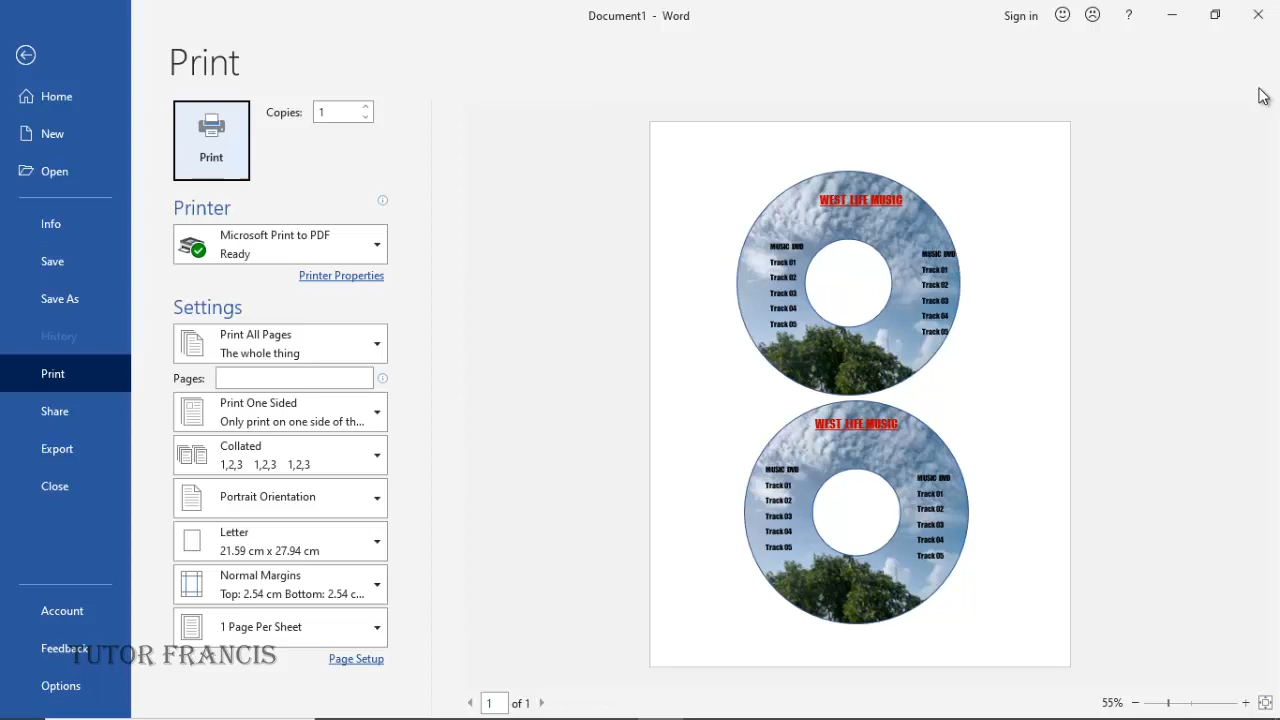 Document1 - Word
Sign in
?
Print
Home
New
Open
Info
Save
Save As
History
Print
Share
Export
Close
Account
Feedback
Options
TUTOR FRANCIS
Print
Copies: 1
Printer
Microsoft Print to PDF
Ready
Printer Properties
Settings
Print All Pages
The whole thing
Pages:
Print One Sided
Only print on one side of th...
Collated
1,2,3 1,2,3 1,2,3
Portrait Orientation
Letter
21.59 cm x 27.94 cm
Normal Margins
Top: 2.54 cm Bottom: 2.54 c...
1 Page Per Sheet
Page Setup
WEST LIFE MUSIC
MUSIC DVD
Track 01
Track 02
Track 03
Track 04
Track 05
MUSIC DVD
Track 01
Track 02
Track 03
Track 04
Track 05
WEST LIFE MUSIC
MUSIC DVD
Track 01
Track 02
Track 03
Track 04
Track 05
MUSIC DVD
Track 01
Track 02
Track 03
Track 04
Track 05
1 of 1
55%